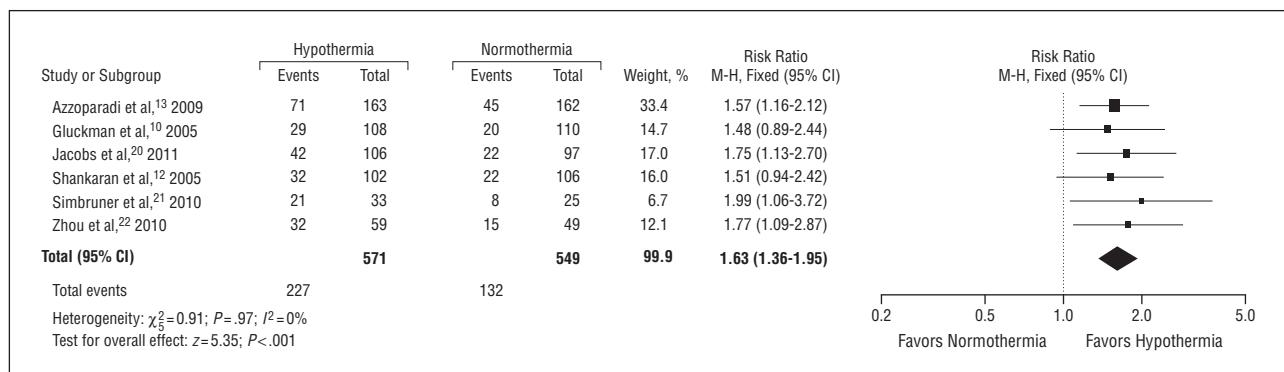 Hypothermia Normothermia Risk Ratio Risk Ratio
Study or Subgroup Events Total Events Total Weight, % M-H, Fixed (95% CI) M-H, Fixed (95% CI)
Azzoparadi et al,13 2009 71 163 45 162 33.4 1.57 (1.16-2.12)
Gluckman et al,10 2005 29 108 20 110 14.7 1.48 (0.89-2.44)
Jacobs et al,20 2011 42 106 22 97 17.0 1.75 (1.13-2.70)
Shankaran et al,12 2005 32 102 22 106 16.0 1.51 (0.94-2.42)
Simbruner et al,21 2010 21 33 8 25 6.7 1.99 (1.06-3.72)
Zhou et al,22 2010 32 59 15 49 12.1 1.77 (1.09-2.87)
Total (95% CI) 571 549 99.9 1.63 (1.36-1.95)
Total events 227 132
Heterogeneity: χ²₅=0.91; P=.97; I²=0%
Test for overall effect: z=5.35; P<.001
0.2 0.5 1.0 2.0 5.0
Favors Normothermia Favors Hypothermia